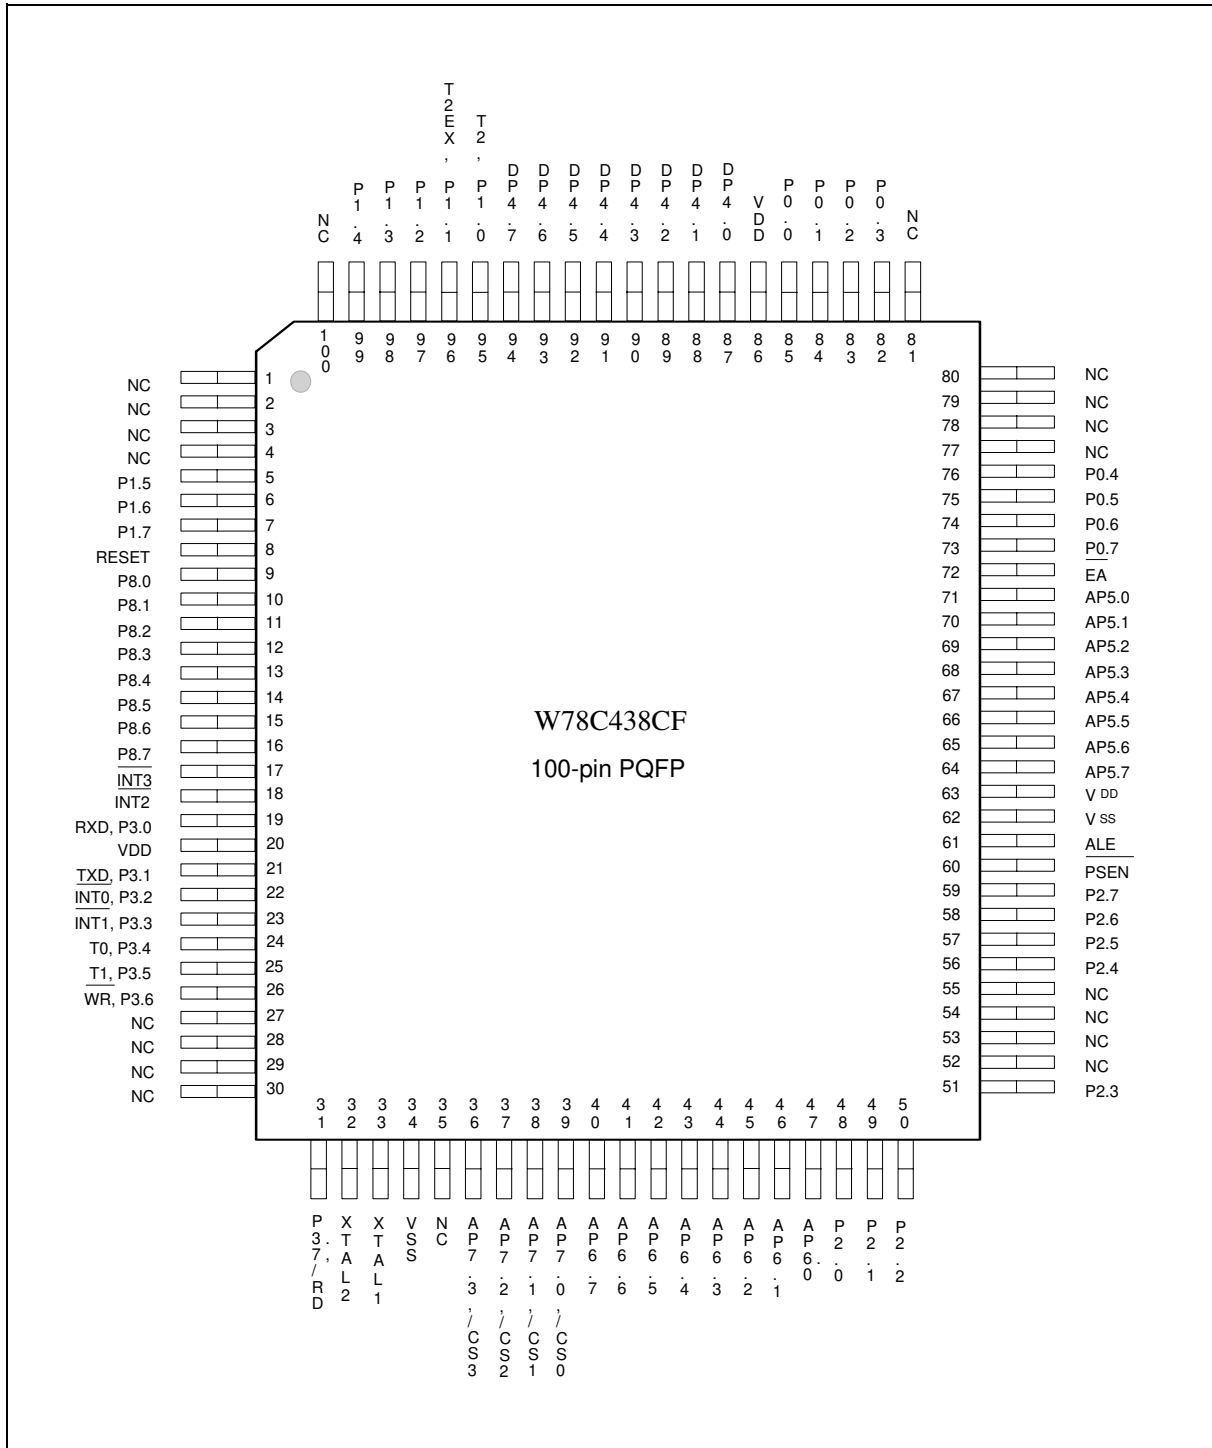 NC
P1.4
P1.3
P1.2
T2EX, P1.1
T2, P1.0
DP4.7
DP4.6
DP4.5
DP4.4
DP4.3
DP4.2
DP4.1
DP4.0
VDD
P0.0
P0.1
P0.2
P0.3
NC
100
99
98
97
96
95
94
93
92
91
90
89
88
87
86
85
84
83
82
81
NC 1
NC 2
NC 3
NC 4
P1.5 5
P1.6 6
P1.7 7
RESET 8
P8.0 9
P8.1 10
P8.2 11
P8.3 12
P8.4 13
P8.5 14
P8.6 15
P8.7 16
INT3 17
INT2 18
RXD, P3.0 19
VDD 20
TXD, P3.1 21
INT0, P3.2 22
INT1, P3.3 23
T0, P3.4 24
T1, P3.5 25
WR, P3.6 26
NC 27
NC 28
NC 29
NC 30
W78C438CF
100-pin PQFP
80 NC
79 NC
78 NC
77 NC
76 P0.4
75 P0.5
74 P0.6
73 P0.7
72 EA
71 AP5.0
70 AP5.1
69 AP5.2
68 AP5.3
67 AP5.4
66 AP5.5
65 AP5.6
64 AP5.7
63 V DD
62 V SS
61 ALE
60 PSEN
59 P2.7
58 P2.6
57 P2.5
56 P2.4
55 NC
54 NC
53 NC
52 NC
51 P2.3
31
32
33
34
35
36
37
38
39
40
41
42
43
44
45
46
47
48
49
50
P3.7,/RD
XTAL2
XTAL1
VSS
NC
AP7.3,/CS3
AP7.2,/CS2
AP7.1,/CS1
AP7.0,/CS0
AP6.7
AP6.6
AP6.5
AP6.4
AP6.3
AP6.2
AP6.1
AP6.0
P2.0
P2.1
P2.2